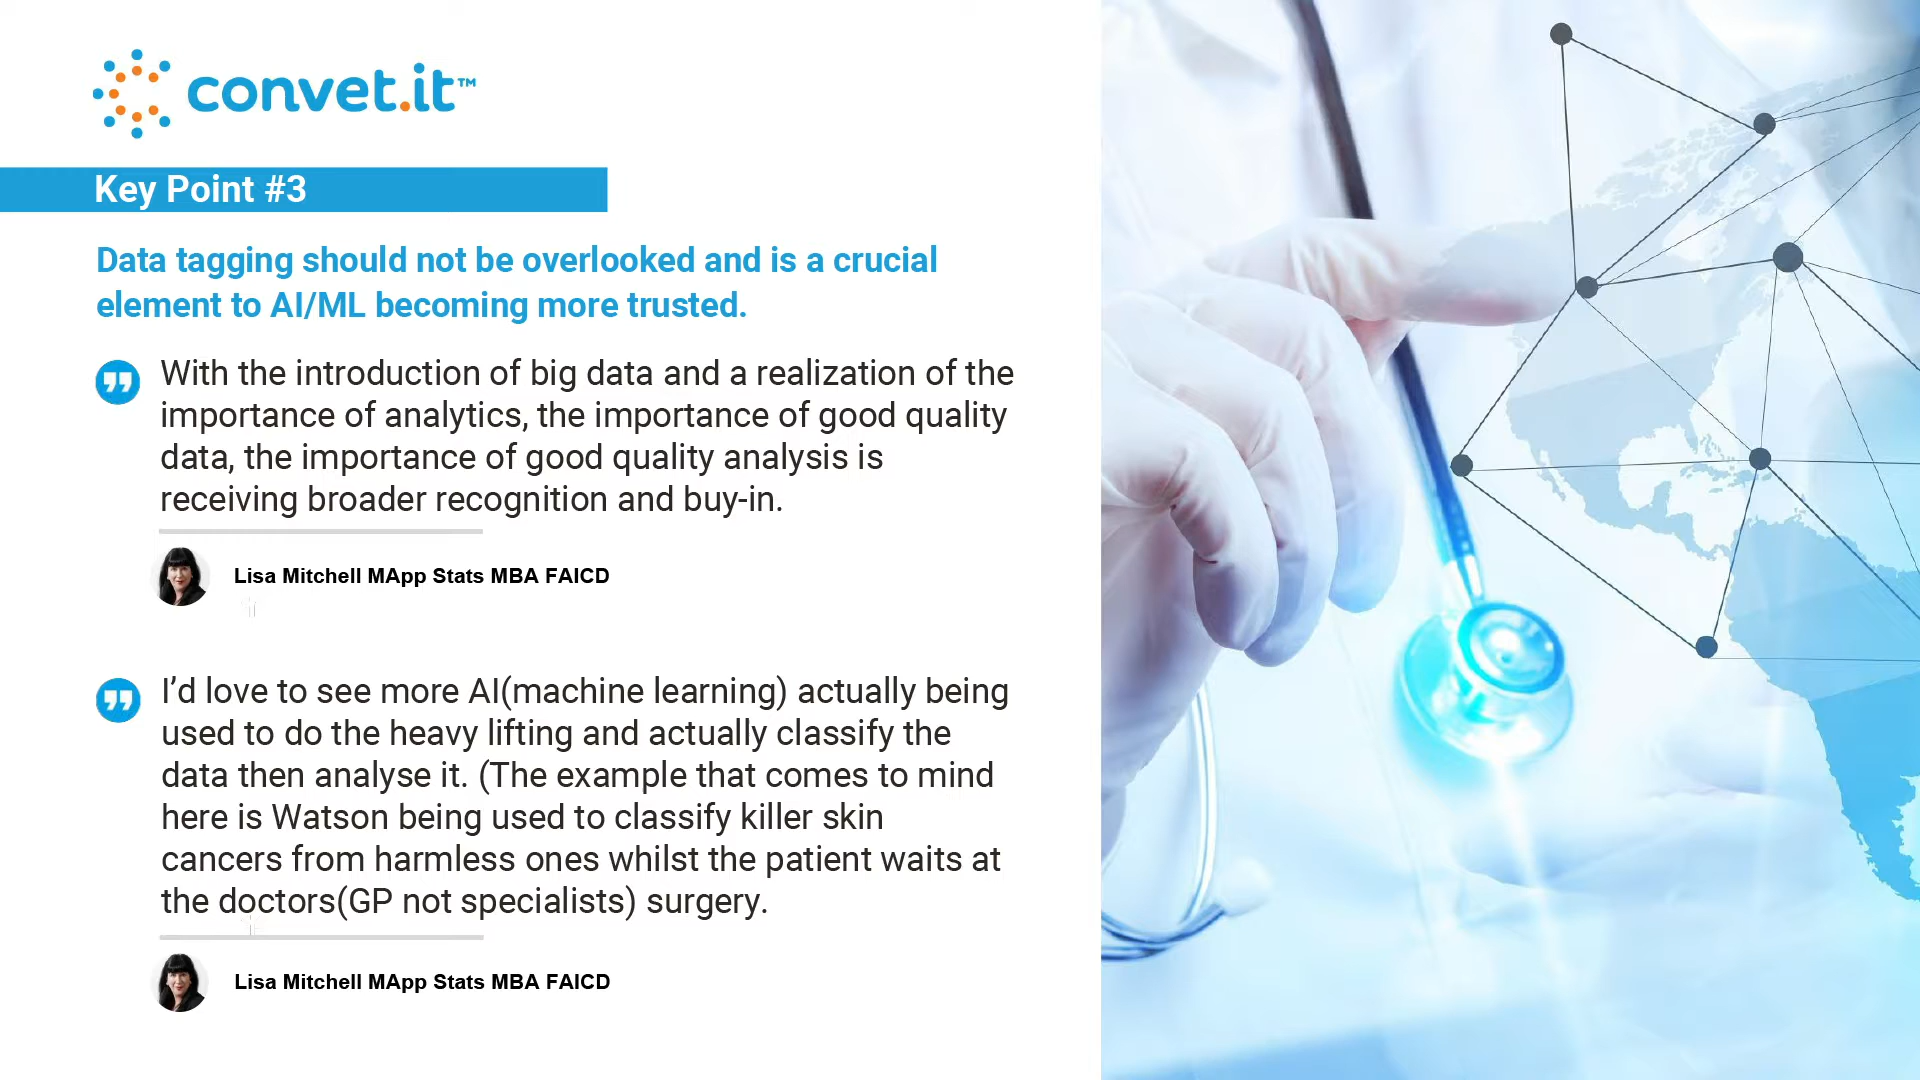 convet.it™
Key Point #3
Data tagging should not be overlooked and is a crucial
element to AI/ML becoming more trusted.
With the introduction of big data and a realization of the
importance of analytics, the importance of good quality
data, the importance of good quality analysis is
receiving broader recognition and buy-in.
Lisa Mitchell MApp Stats MBA FAICD
I’d love to see more AI(machine learning) actually being
used to do the heavy lifting and actually classify the
data then analyse it. (The example that comes to mind
here is Watson being used to classify killer skin
cancers from harmless ones whilst the patient waits at
the doctors(GP not specialists) surgery.
Lisa Mitchell MApp Stats MBA FAICD